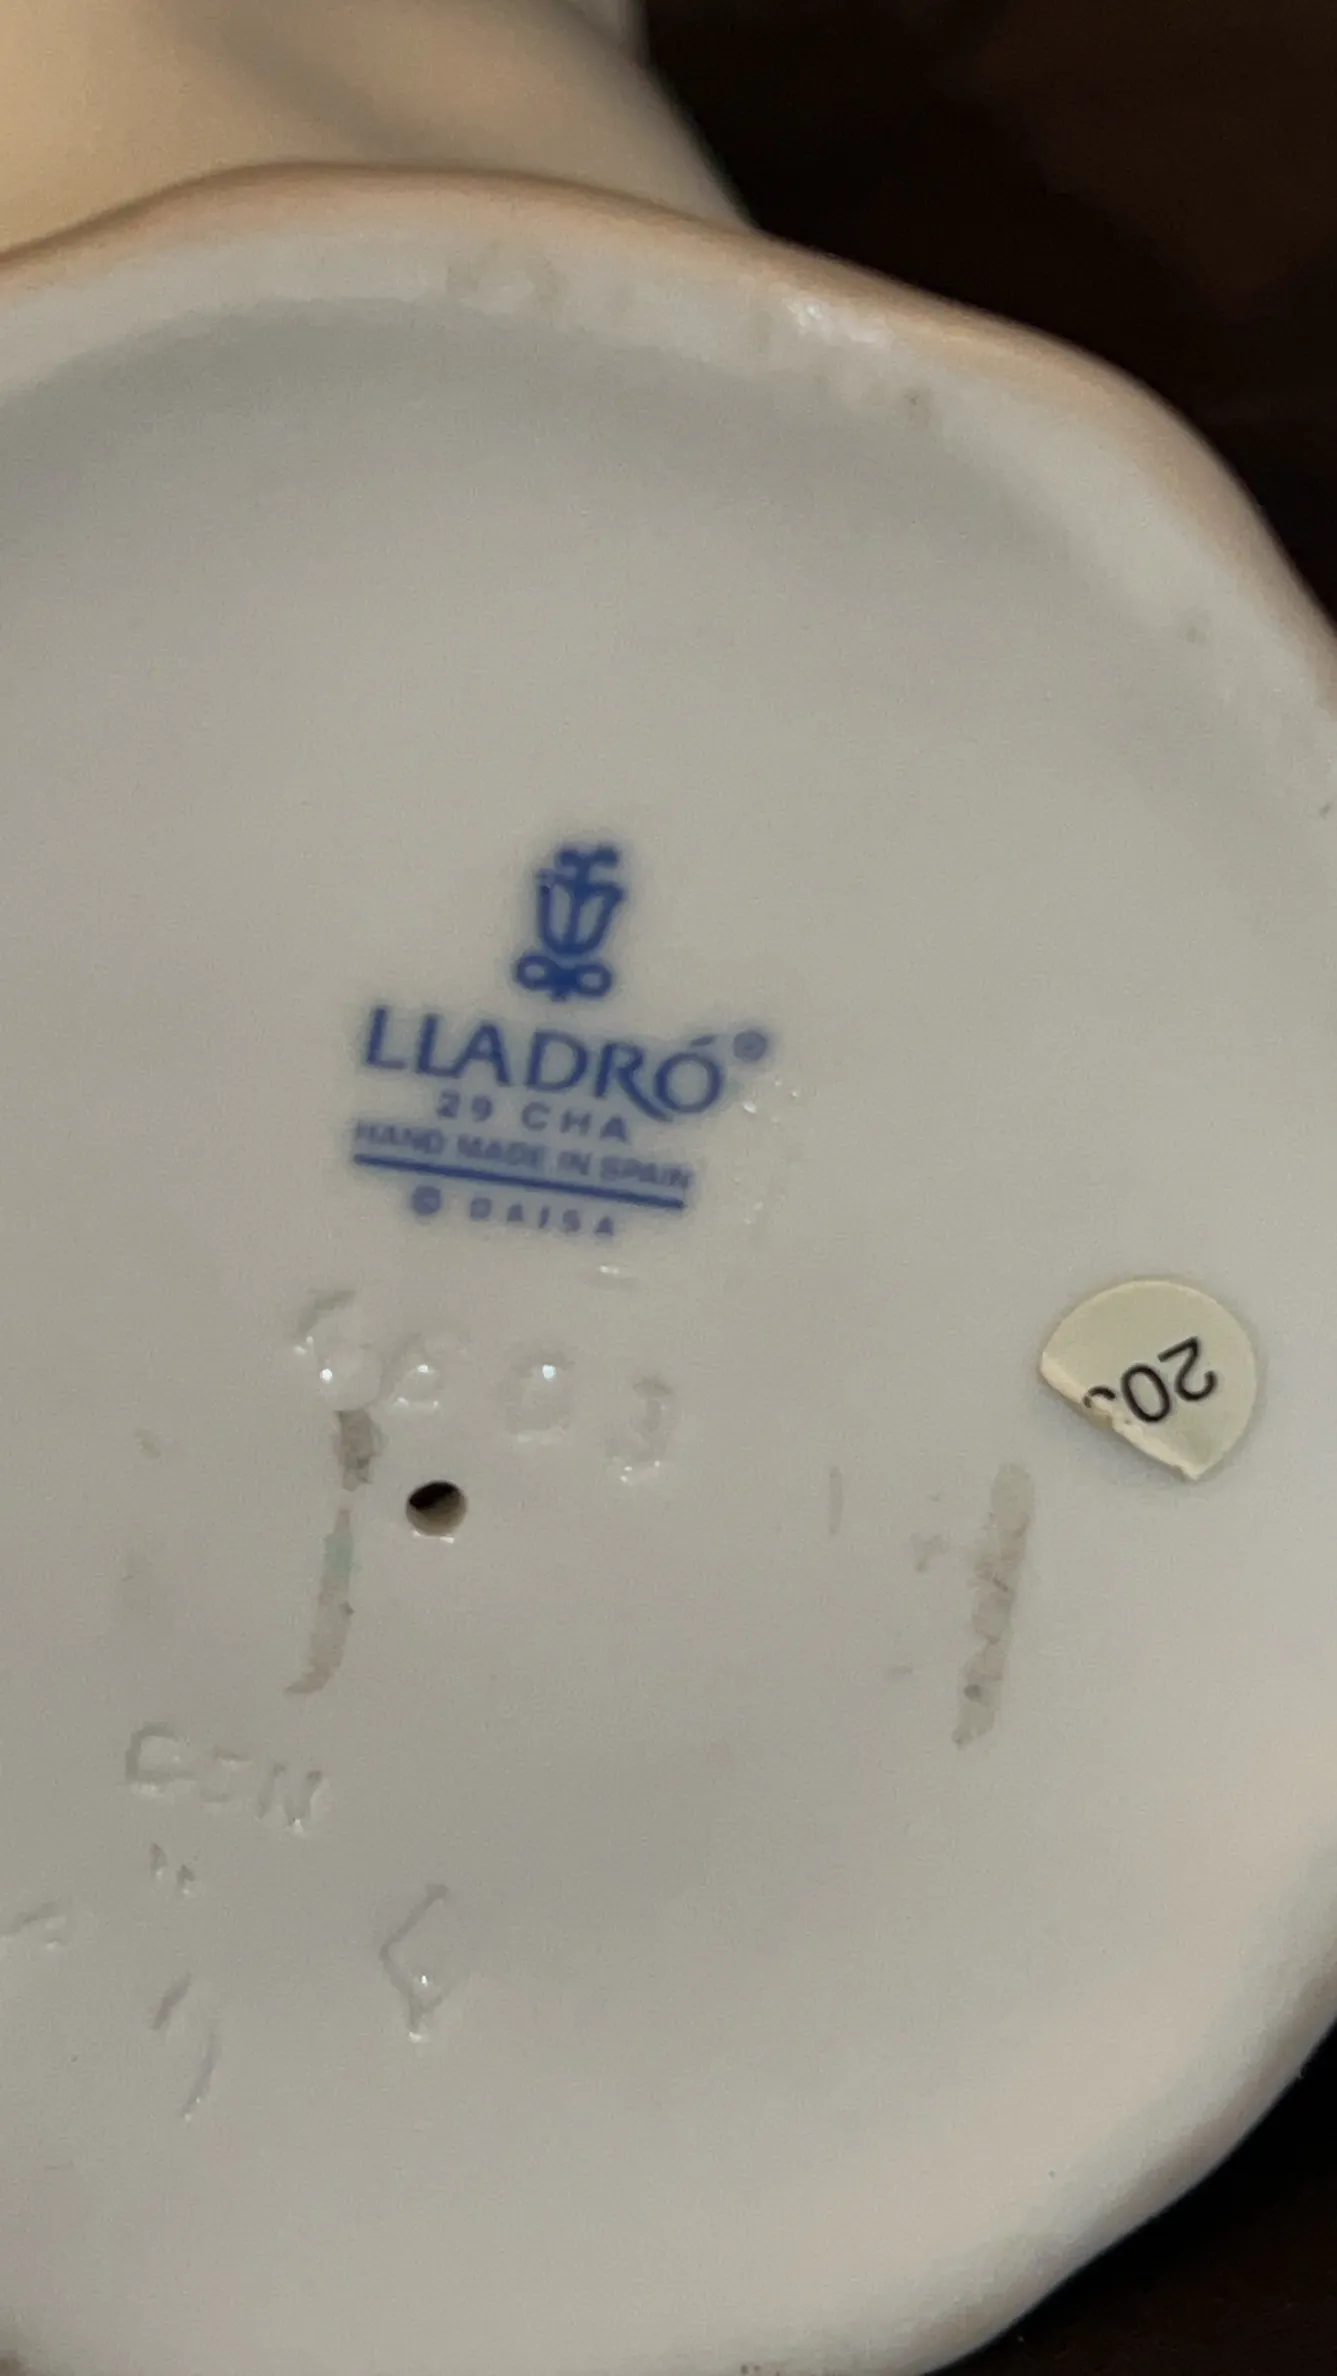 LLADRÓ®
29 CHA
HAND MADE IN SPAIN
© DAISA
20